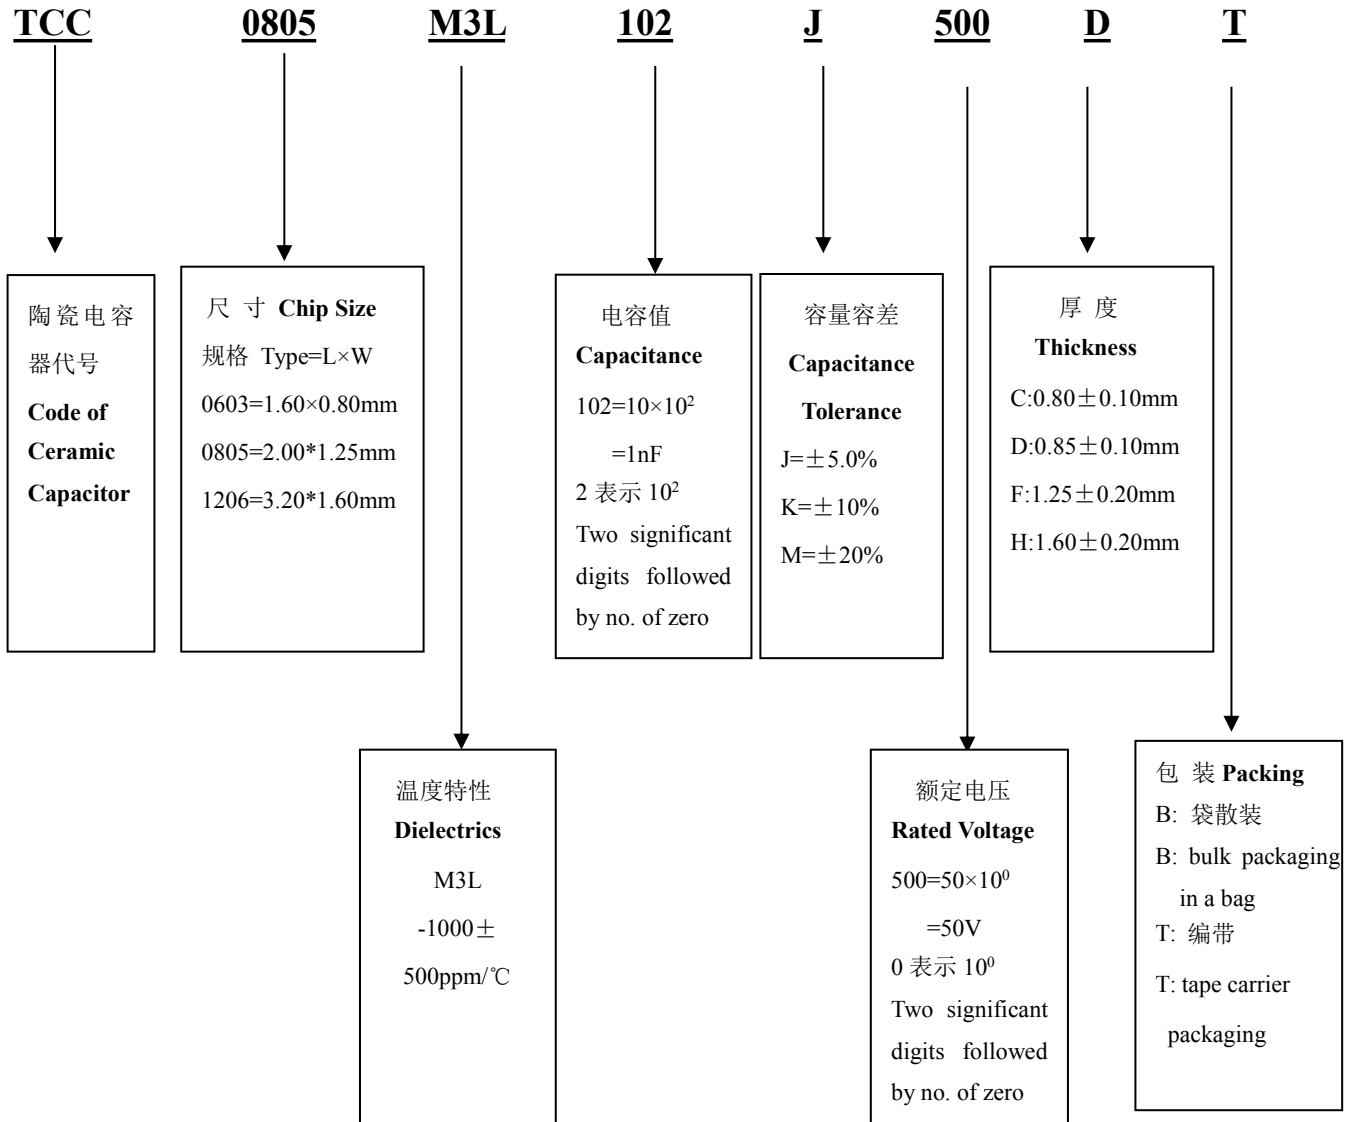 TCC 0805 M3L 102 J 500 D T
陶瓷电容
器代号
Code of
Ceramic
Capacitor
尺 寸 Chip Size
规格 Type=L×W
0603=1.60×0.80mm
0805=2.00*1.25mm
1206=3.20*1.60mm
电容值
Capacitance
102=10×10²
=1nF
2 表示 10²
Two significant
digits followed
by no. of zero
容量容差
Capacitance
Tolerance
J=±5.0%
K=±10%
M=±20%
厚 度
Thickness
C:0.80±0.10mm
D:0.85±0.10mm
F:1.25±0.20mm
H:1.60±0.20mm
温度特性
Dielectrics
M3L
-1000±
500ppm/℃
额定电压
Rated Voltage
500=50×10⁰
=50V
0 表示 10⁰
Two significant
digits followed
by no. of zero
包 装 Packing
B: 袋散装
B: bulk packaging
in a bag
T: 编带
T: tape carrier
packaging